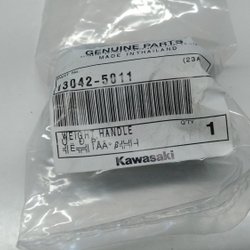 GENUINE PARTS
MADE IN THAILAND
(23A
13042-5011
WEIGHT, HANDLE
QTY
1
Kawasaki